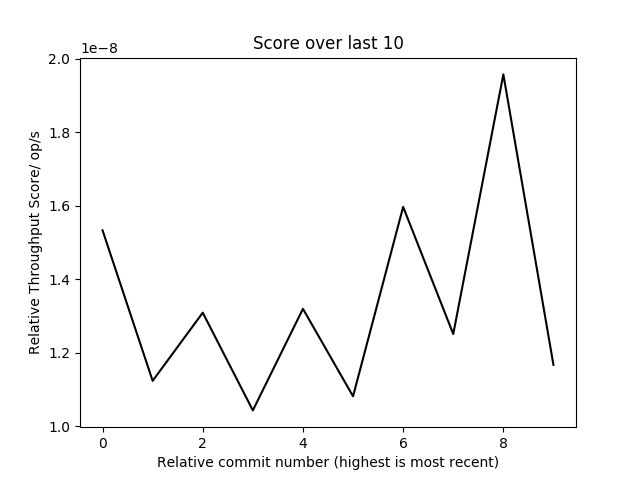 Score over last 10
1e−8
2.0
1.8
1.6
1.4
1.2
1.0
Relative Throughput Score/ op/s
0 2 4 6 8
Relative commit number (highest is most recent)